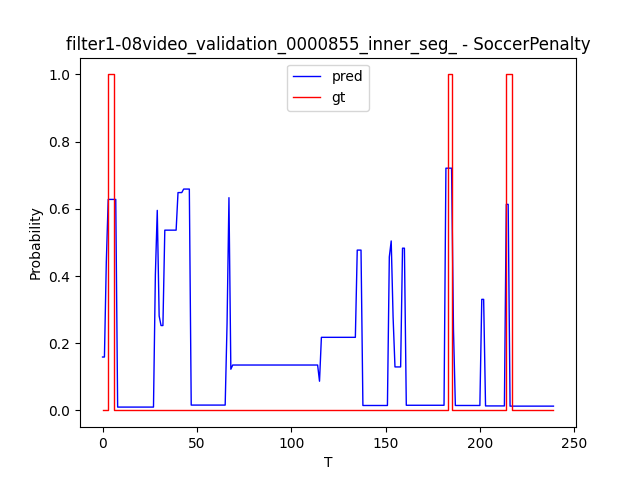 filter1-08video_validation_0000855_inner_seg_ - SoccerPenalty
pred
gt
1.0
0.8
0.6
0.4
0.2
0.0
Probability
0
50
100
150
200
250
T